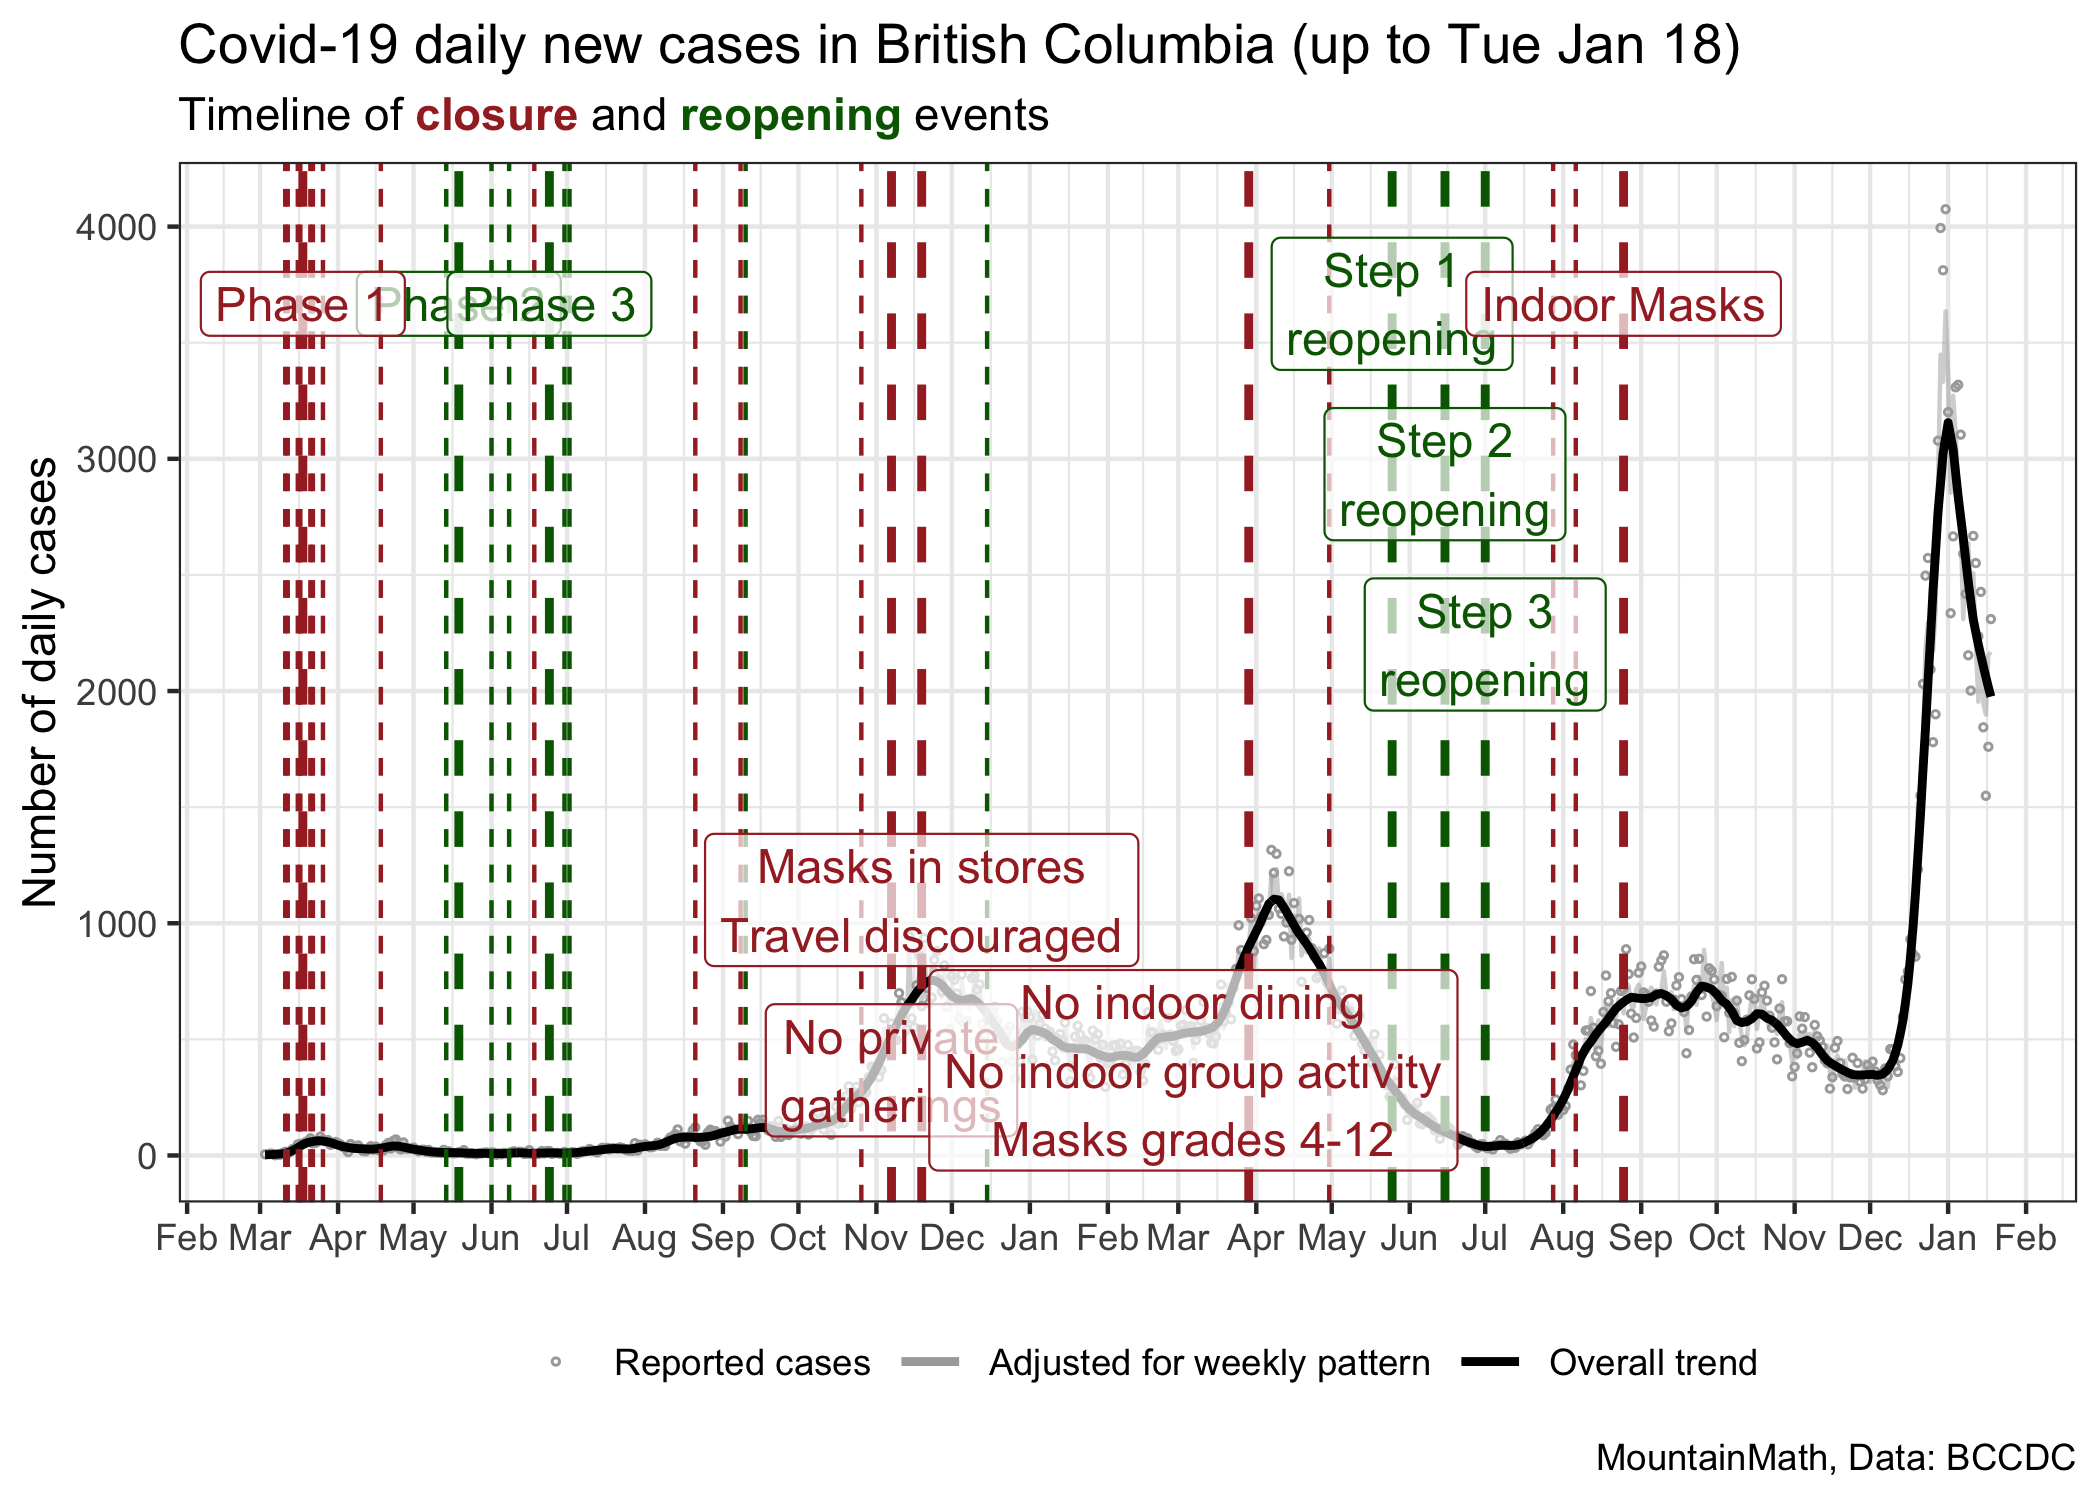 Covid-19 daily new cases in British Columbia (up to Tue Jan 18)
Timeline of closure and reopening events
Number of daily cases
4000
3000
2000
1000
0
Phase 1
Phase 2
Phase 3
Step 1
reopening
Indoor Masks
Step 2
reopening
Step 3
reopening
Masks in stores
Travel discouraged
No private
gatherings
No indoor dining
No indoor group activity
Masks grades 4-12
Feb Mar Apr May Jun Jul Aug Sep Oct Nov Dec Jan Feb Mar Apr May Jun Jul Aug Sep Oct Nov Dec Jan Feb
Reported cases Adjusted for weekly pattern Overall trend
MountainMath, Data: BCCDC